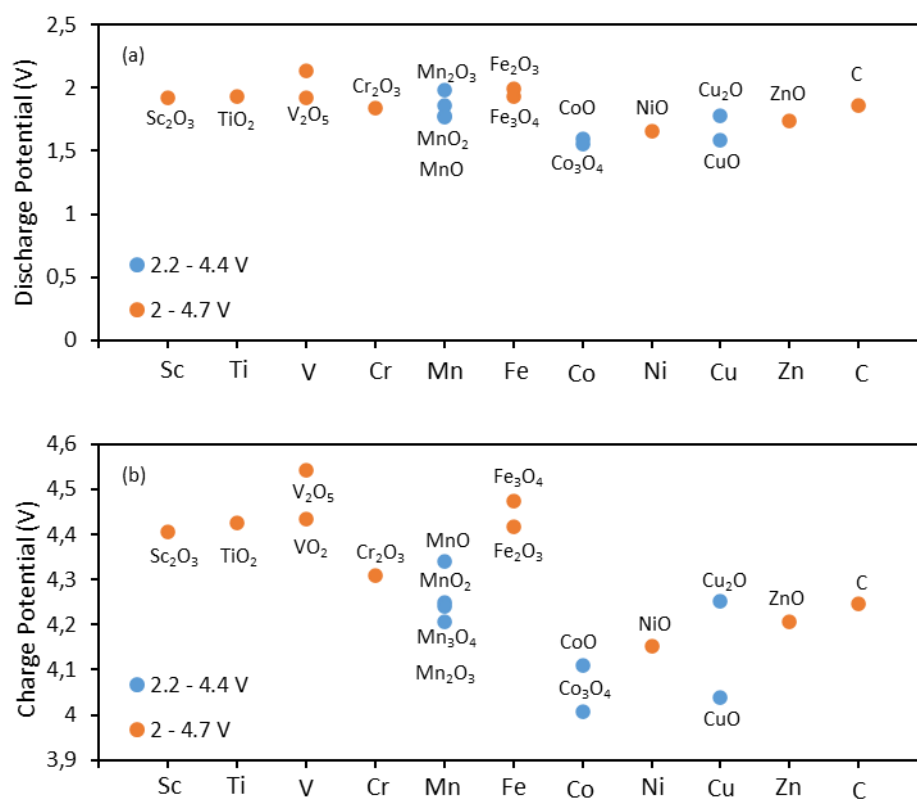 2,5
2
1,5
1
0,5
0
Discharge Potential (V)
(a)
Sc₂O₃
TiO₂
V₂O₅
Cr₂O₃
Mn₂O₃
MnO₂
MnO
Fe₂O₃
Fe₃O₄
CoO
Co₃O₄
NiO
Cu₂O
CuO
ZnO
C
2.2 - 4.4 V
2 - 4.7 V
Sc Ti V Cr Mn Fe Co Ni Cu Zn C
4,6
4,5
4,4
4,3
4,2
4,1
4
3,9
Charge Potential (V)
(b)
Sc₂O₃
TiO₂
V₂O₅
VO₂
Cr₂O₃
MnO
MnO₂
Mn₃O₄
Mn₂O₃
Fe₃O₄
Fe₂O₃
CoO
Co₃O₄
NiO
Cu₂O
CuO
ZnO
C
2.2 - 4.4 V
2 - 4.7 V
Sc Ti V Cr Mn Fe Co Ni Cu Zn C